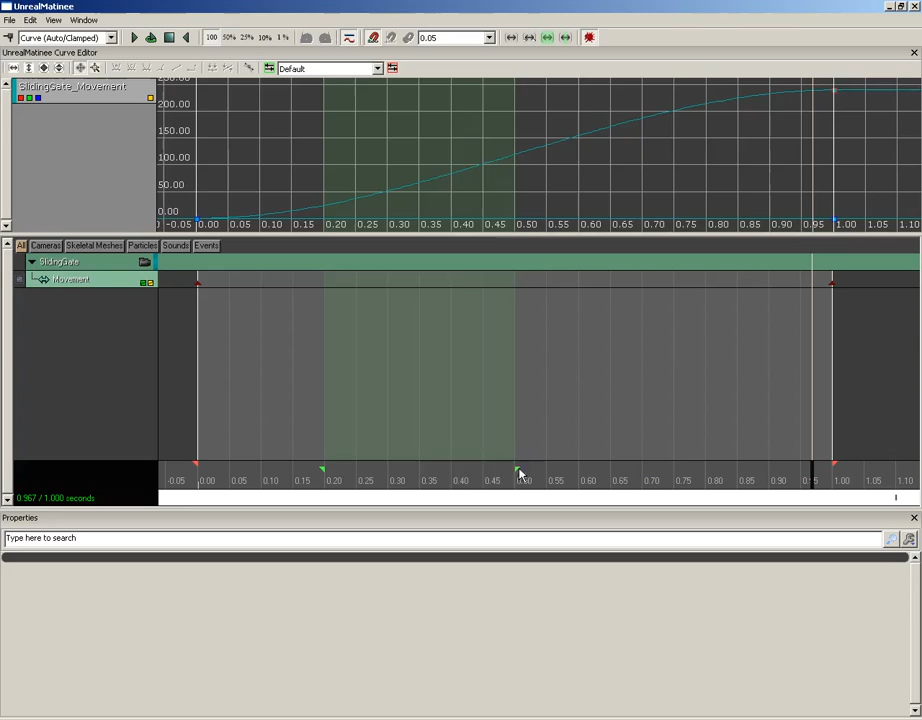 UnrealMatinee
File Edit View Window
Curve (Auto/Clamped) 100 50% 25% 10% 1% 0.05
UnrealMatinee Curve Editor
Default
SlidingGate_Movement
250.00
200.00
150.00
100.00
50.00
0.00
-0.05 0.00 0.05 0.10 0.15 0.20 0.25 0.30 0.35 0.40 0.45 0.50 0.55 0.60 0.65 0.70 0.75 0.80 0.85 0.90 0.95 1.00 1.05 1.10
All Cameras Skeletal Meshes Particles Sounds Events
SlidingGate
Movement
-0.05 0.00 0.05 0.10 0.15 0.20 0.25 0.30 0.35 0.40 0.45 0.50 0.55 0.60 0.65 0.70 0.75 0.80 0.85 0.90 0.95 1.00 1.05 1.10
0.967 / 1.000 seconds
Properties
Type here to search